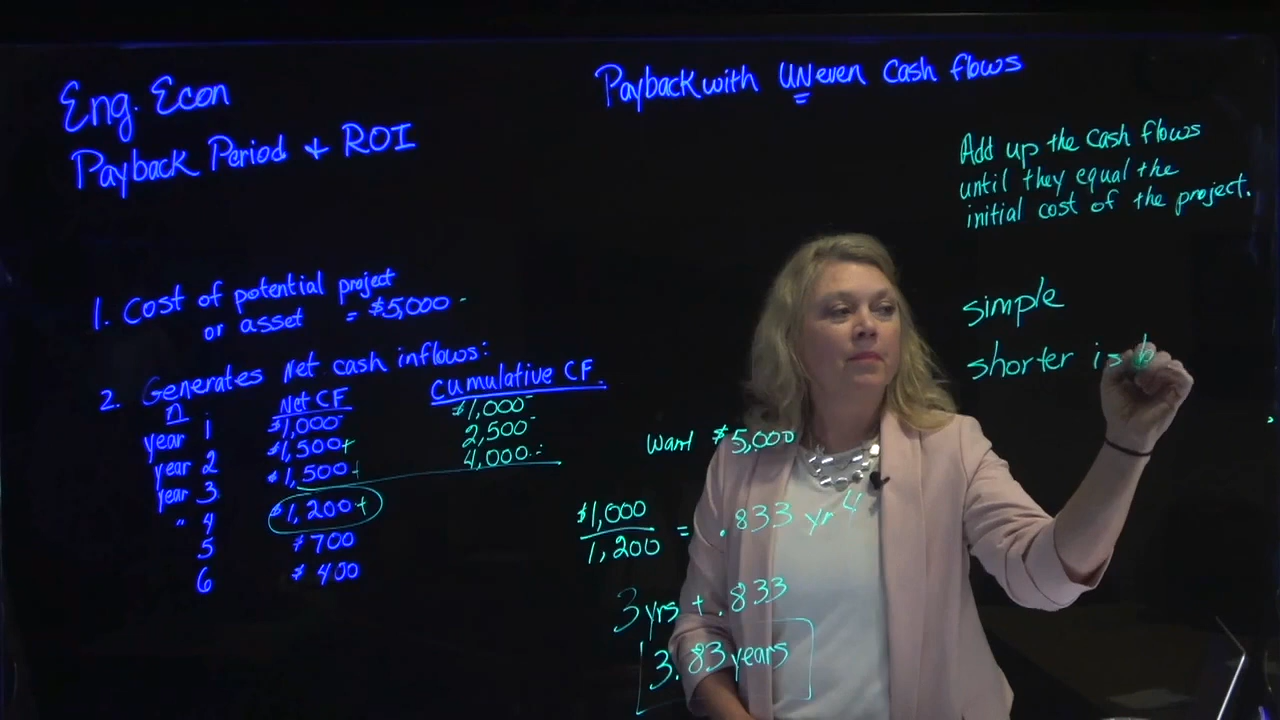 Eng. Econ
Payback Period + ROI
1. Cost of potential project
or asset = $5,000
2. Generates Net cash inflows:
n Net CF Cumulative CF
year 1 $1,000 $1,000
year 2 $1,500+ 2,500
year 3 $1,500+ 4,000
" 4 $1,200+
5 $700
6 $400
Payback with UNeven Cash flows
Want $5,000
$1,000
1,200 = .833 yr 4
3 yrs + .833
3.83 years
Add up the Cash flows
until they equal the
initial cost of the project.
simple
shorter is b